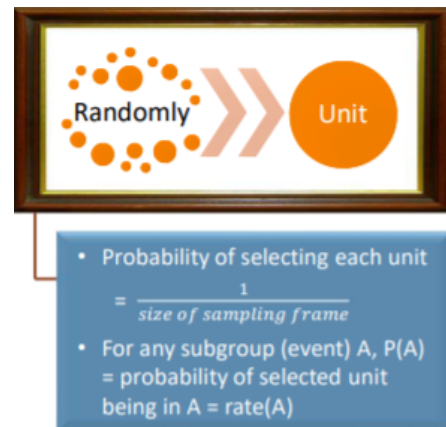 Randomly
Unit
• Probability of selecting each unit
= 1 / size of sampling frame
• For any subgroup (event) A, P(A)
= probability of selected unit
being in A = rate(A)